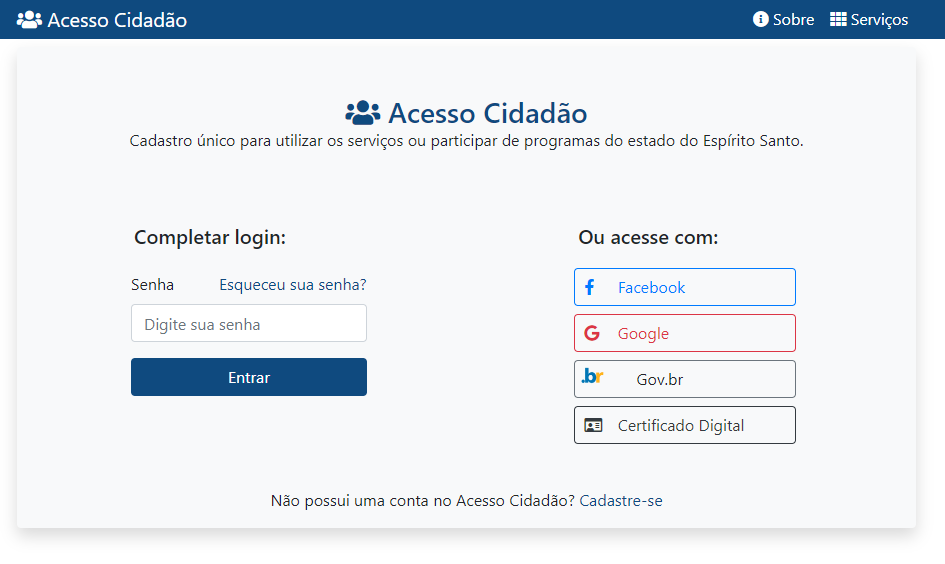 Acesso Cidadão
Sobre Serviços
Acesso Cidadão
Cadastro único para utilizar os serviços ou participar de programas do estado do Espírito Santo.
Completar login:
Senha Esqueceu sua senha?
Digite sua senha
Entrar
Ou acesse com:
Facebook
Google
.br Gov.br
Certificado Digital
Não possui uma conta no Acesso Cidadão? Cadastre-se